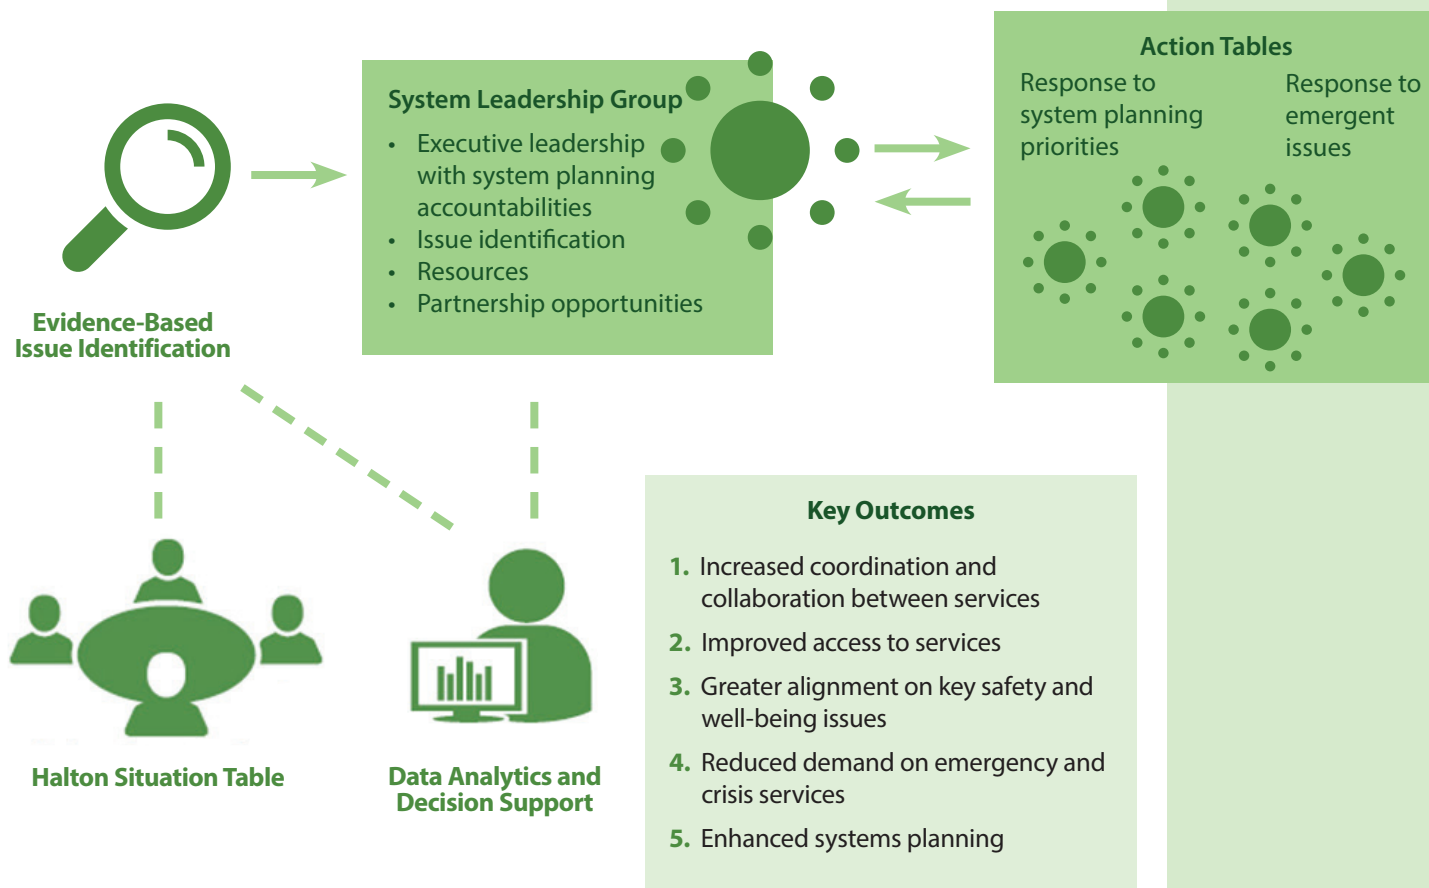 Evidence-Based
Issue Identification
System Leadership Group
• Executive leadership
with system planning
accountabilities
• Issue identification
• Resources
• Partnership opportunities
Action Tables
Response to
system planning
priorities
Response to
emergent
issues
Halton Situation Table
Data Analytics and
Decision Support
Key Outcomes
1. Increased coordination and
collaboration between services
2. Improved access to services
3. Greater alignment on key safety and
well-being issues
4. Reduced demand on emergency and
crisis services
5. Enhanced systems planning